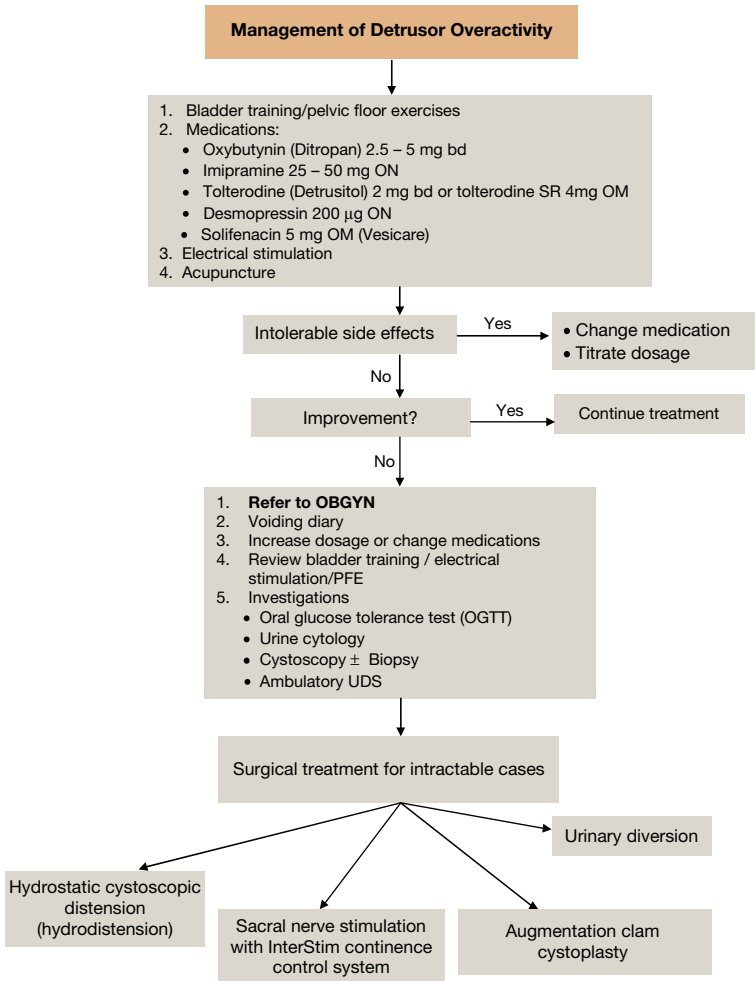 Management of Detrusor Overactivity
1. Bladder training/pelvic floor exercises
2. Medications:
• Oxybutynin (Ditropan) 2.5 – 5 mg bd
• Imipramine 25 – 50 mg ON
• Tolterodine (Detrusitol) 2 mg bd or tolterodine SR 4mg OM
• Desmopressin 200 µg ON
• Solifenacin 5 mg OM (Vesicare)
3. Electrical stimulation
4. Acupuncture
Intolerable side effects
Yes
• Change medication
• Titrate dosage
No
Improvement?
Yes
Continue treatment
No
1. Refer to OBGYN
2. Voiding diary
3. Increase dosage or change medications
4. Review bladder training / electrical
stimulation/PFE
5. Investigations
• Oral glucose tolerance test (OGTT)
• Urine cytology
• Cystoscopy ± Biopsy
• Ambulatory UDS
Surgical treatment for intractable cases
Urinary diversion
Hydrostatic cystoscopic
distension
(hydrodistension)
Sacral nerve stimulation
with InterStim continence
control system
Augmentation clam
cystoplasty